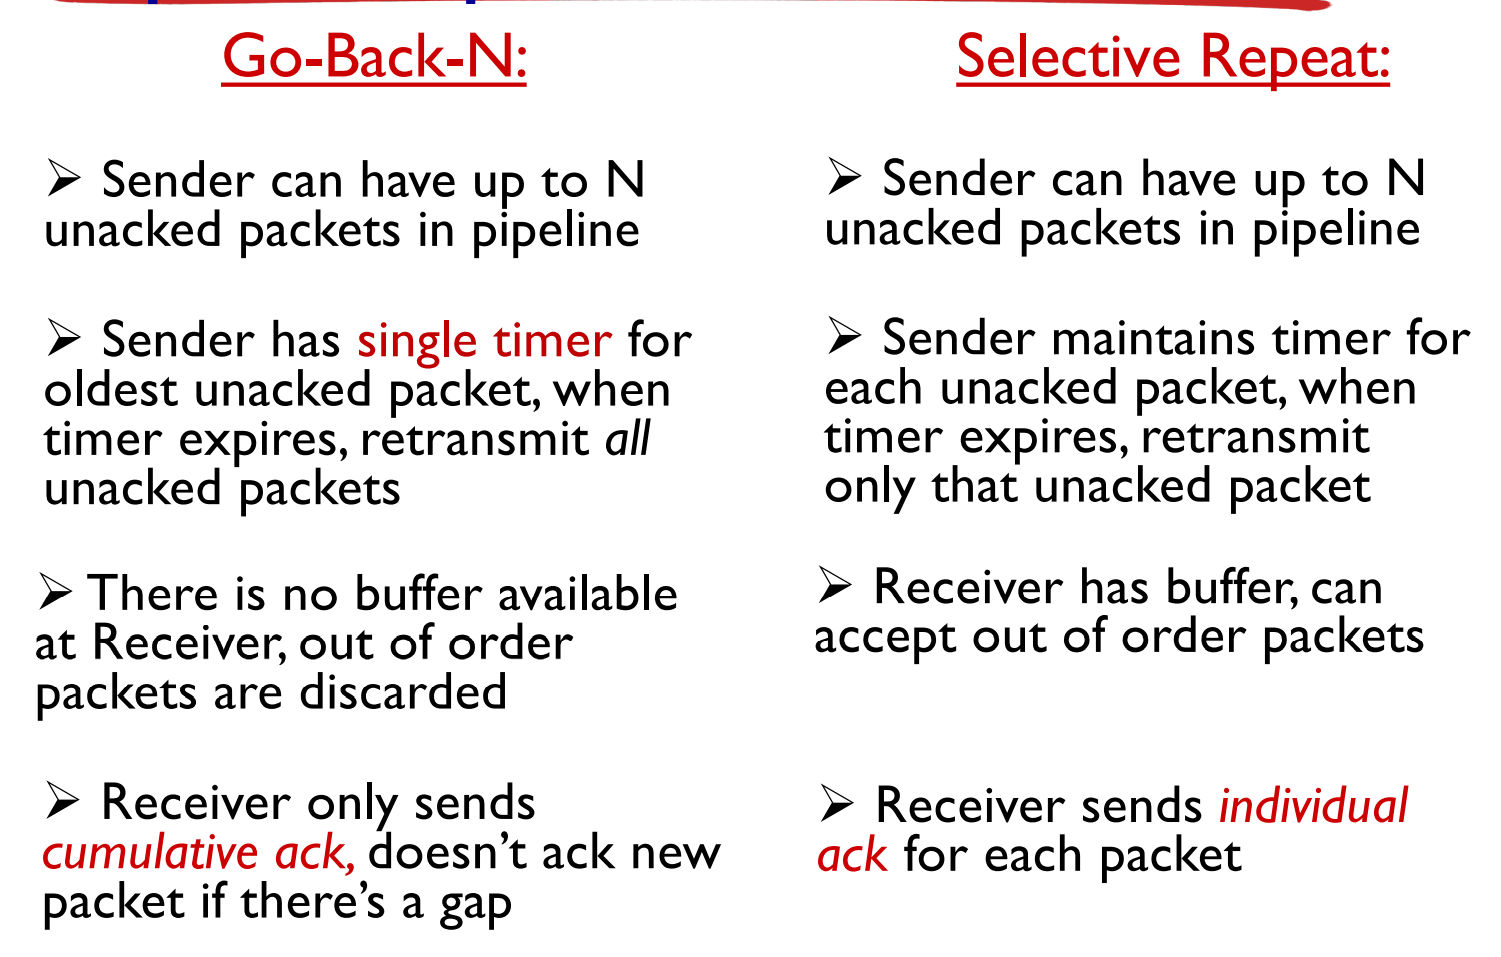 Go-Back-N:
➢ Sender can have up to N
unacked packets in pipeline
➢ Sender has single timer for
oldest unacked packet, when
timer expires, retransmit all
unacked packets
➢ There is no buffer available
at Receiver, out of order
packets are discarded
➢ Receiver only sends
cumulative ack, doesn’t ack new
packet if there’s a gap
Selective Repeat:
➢ Sender can have up to N
unacked packets in pipeline
➢ Sender maintains timer for
each unacked packet, when
timer expires, retransmit
only that unacked packet
➢ Receiver has buffer, can
accept out of order packets
➢ Receiver sends individual
ack for each packet